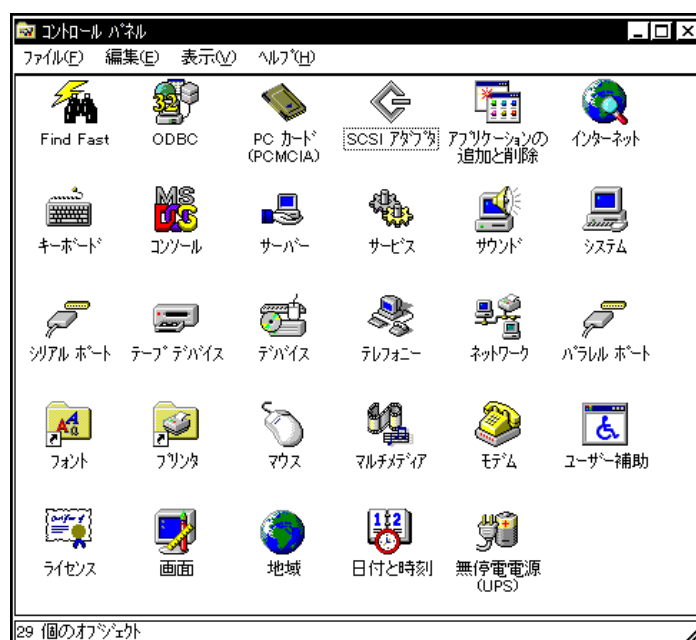 コントロール パネル
ファイル(F) 編集(E) 表示(V) ヘルプ(H)
Find Fast
ODBC
PC カード
(PCMCIA)
SCSI アダプタ
アプリケーションの
追加と削除
インターネット
キーボード
MS
DOS
コンソール
サーバー
サービス
サウンド
システム
シリアル ポート
テープ デバイス
デバイス
テレフォニー
ネットワーク
パラレル ポート
フォント
プリンタ
マウス
マルチメディア
モデム
ユーザー補助
ライセンス
画面
地域
日付と時刻
無停電電源
(UPS)
29 個のオブジェクト